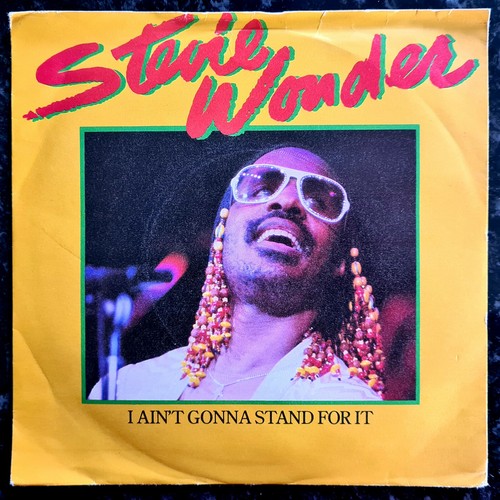 Stevie
Wonder
I AIN'T GONNA STAND FOR IT